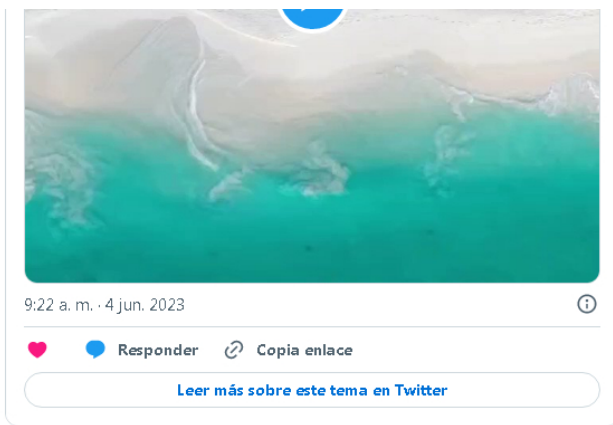 9:22 a. m. · 4 jun. 2023
Responder Copia enlace
Leer más sobre este tema en Twitter